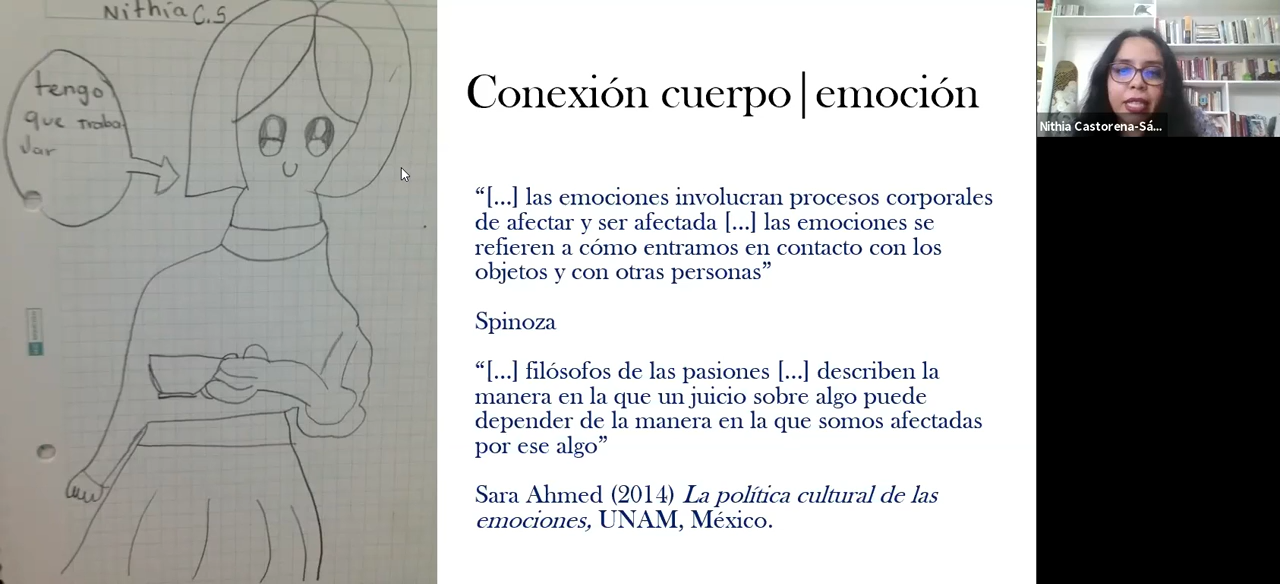 Nithia C.S
tengo
que traba
jar
Conexión cuerpo|emoción
“[...] las emociones involucran procesos corporales
de afectar y ser afectada [...] las emociones se
refieren a cómo entramos en contacto con los
objetos y con otras personas”
Spinoza
“[...] filósofos de las pasiones [...] describen la
manera en la que un juicio sobre algo puede
depender de la manera en la que somos afectadas
por ese algo”
Sara Ahmed (2014) La política cultural de las
emociones, UNAM, México.
Nithia Castorena-Sá...